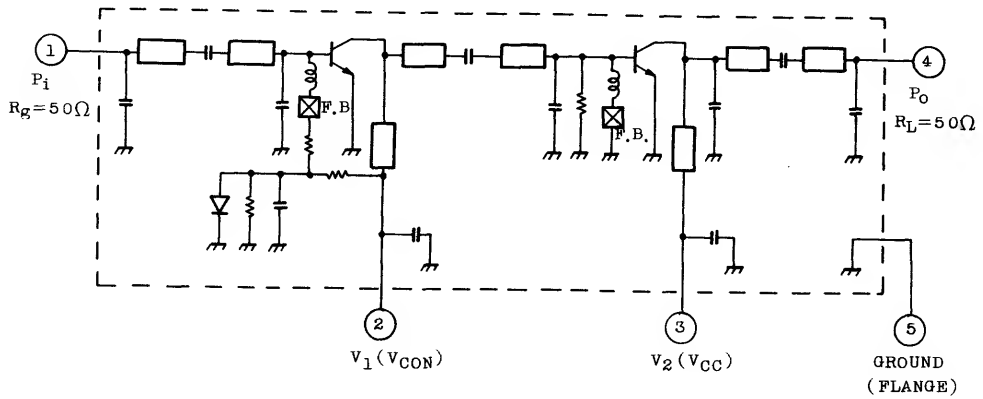 1
P_i
R_g=50Ω
F.B.
F.B.
4
P_o
R_L=50Ω
2
V_1(V_CON)
3
V_2(V_CC)
5
GROUND
(FLANGE)